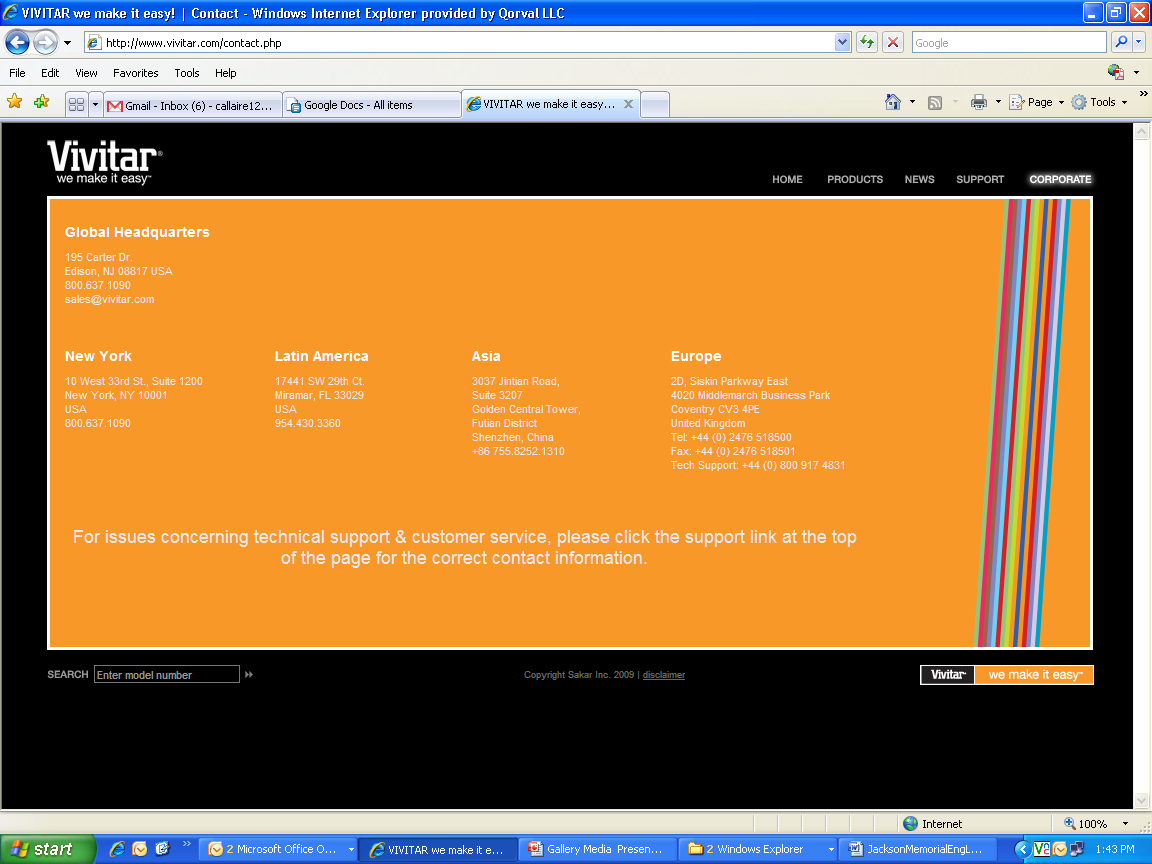 VIVITAR we make it easy! | Contact - Windows Internet Explorer provided by Qorval LLC
http://www.vivitar.com/contact.php
Google
File Edit View Favorites Tools Help
Gmail - Inbox (6) - callaire12... Google Docs - All items VIVITAR we make it easy... Page Tools »
Vivitar®
we make it easy™
HOME PRODUCTS NEWS SUPPORT CORPORATE
Global Headquarters
195 Carter Dr.
Edison, NJ 08817 USA
800.637.1090
sales@vivitar.com
New York
10 West 33rd St., Suite 1200
New York, NY 10001
USA
800.637.1090
Latin America
17441 SW 29th Ct.
Miramar, FL 33029
USA
954.430.3360
Asia
3037 Jintian Road,
Suite 3207
Golden Central Tower,
Futian District
Shenzhen, China
+86 755.8252.1310
Europe
2D, Siskin Parkway East
4020 Middlemarch Business Park
Coventry CV3 4PE
United Kingdom
Tel: +44 (0) 2476 518500
Fax: +44 (0) 2476 518501
Tech Support: +44 (0) 800 917 4831
For issues concerning technical support & customer service, please click the support link at the top
of the page for the correct contact information.
SEARCH Enter model number
Copyright Sakar Inc. 2009 | disclaimer
Vivitar™ we make it easy™
Internet 100%
start » 2 Microsoft Office O... VIVITAR we make it e... Gallery Media Presen... 2 Windows Explorer JacksonMemorialEngL... 1:43 PM